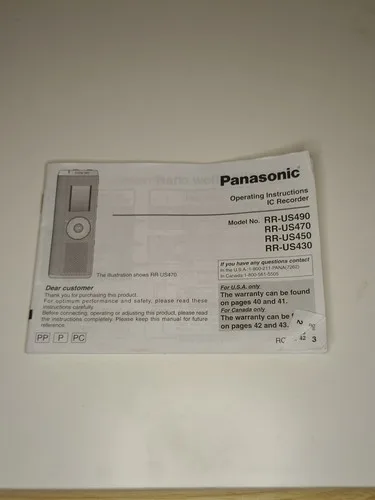 Panasonic
Operating Instructions
IC Recorder
Model No. RR-US490
RR-US470
RR-US450
RR-US430
The illustration shows RR-US470.
If you have any questions contact
In the U.S.A.:1-800-211-PANA(7262)
In Canada:1-800-561-5505
Dear customer
Thank you for purchasing this product.
For optimum performance and safety, please read these
instructions carefully.
Before connecting, operating or adjusting this product, please read
the instructions completely. Please keep this manual for future
reference.
For U.S.A. only
The warranty can be found
on pages 40 and 41.
For Canada only
The warranty can be
on pages 42 and 43.
PP P PC
42 3